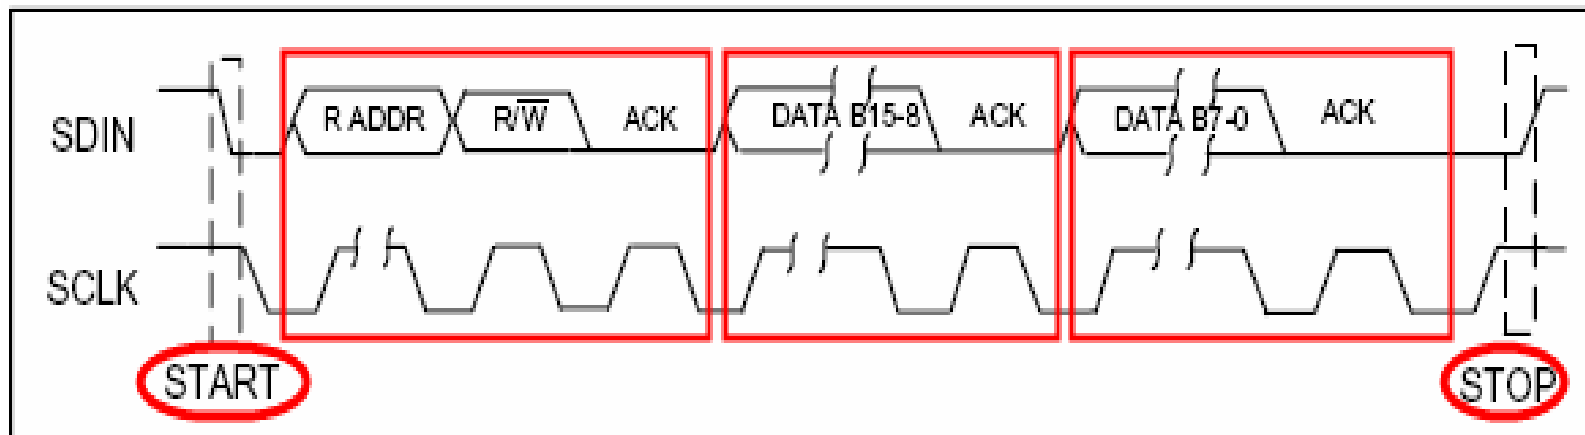 SDIN R ADDR R/W̅ ACK DATA B15-8 ACK DATA B7-0 ACK
SCLK
START STOP